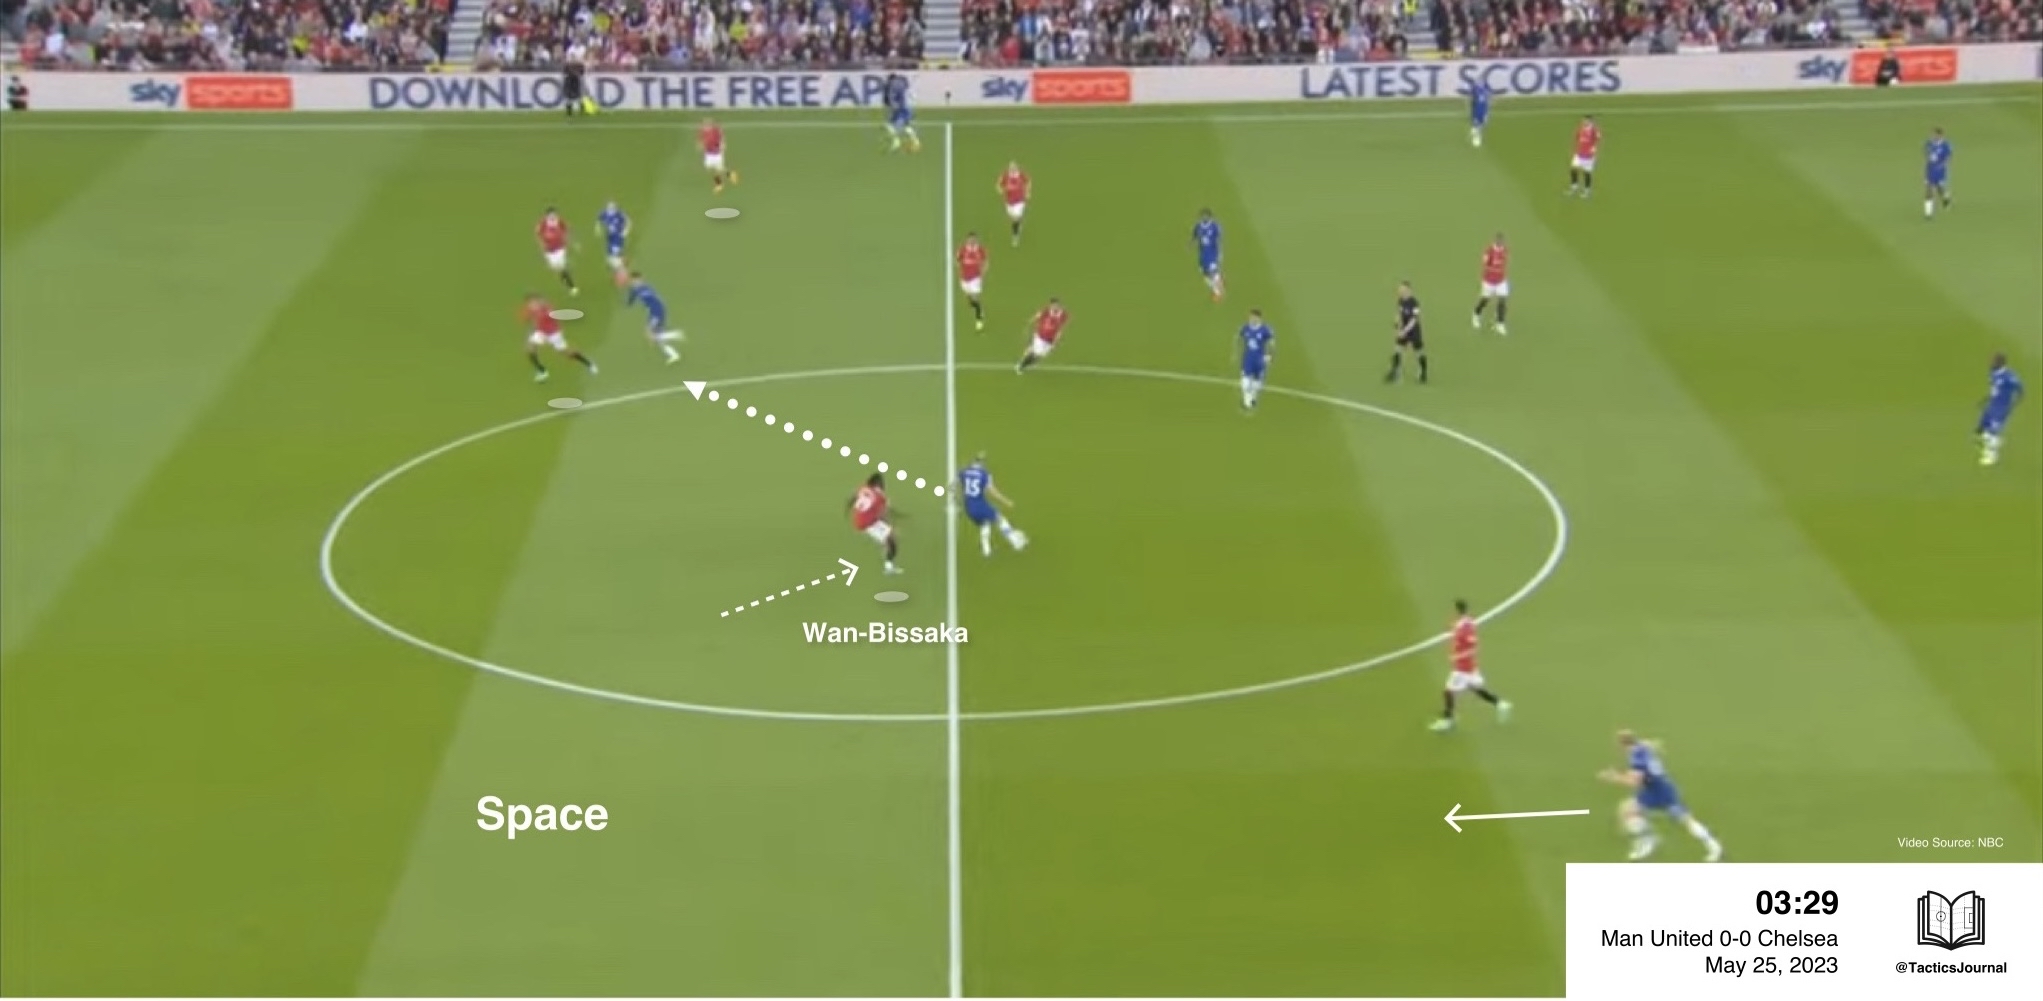 sky sports
DOWNLOAD THE FREE APP
sky sports
LATEST SCORES
sky sports
15
Wan-Bissaka
Space
Video Source: NBC
03:29
Man United 0-0 Chelsea
May 25, 2023
@TacticsJournal